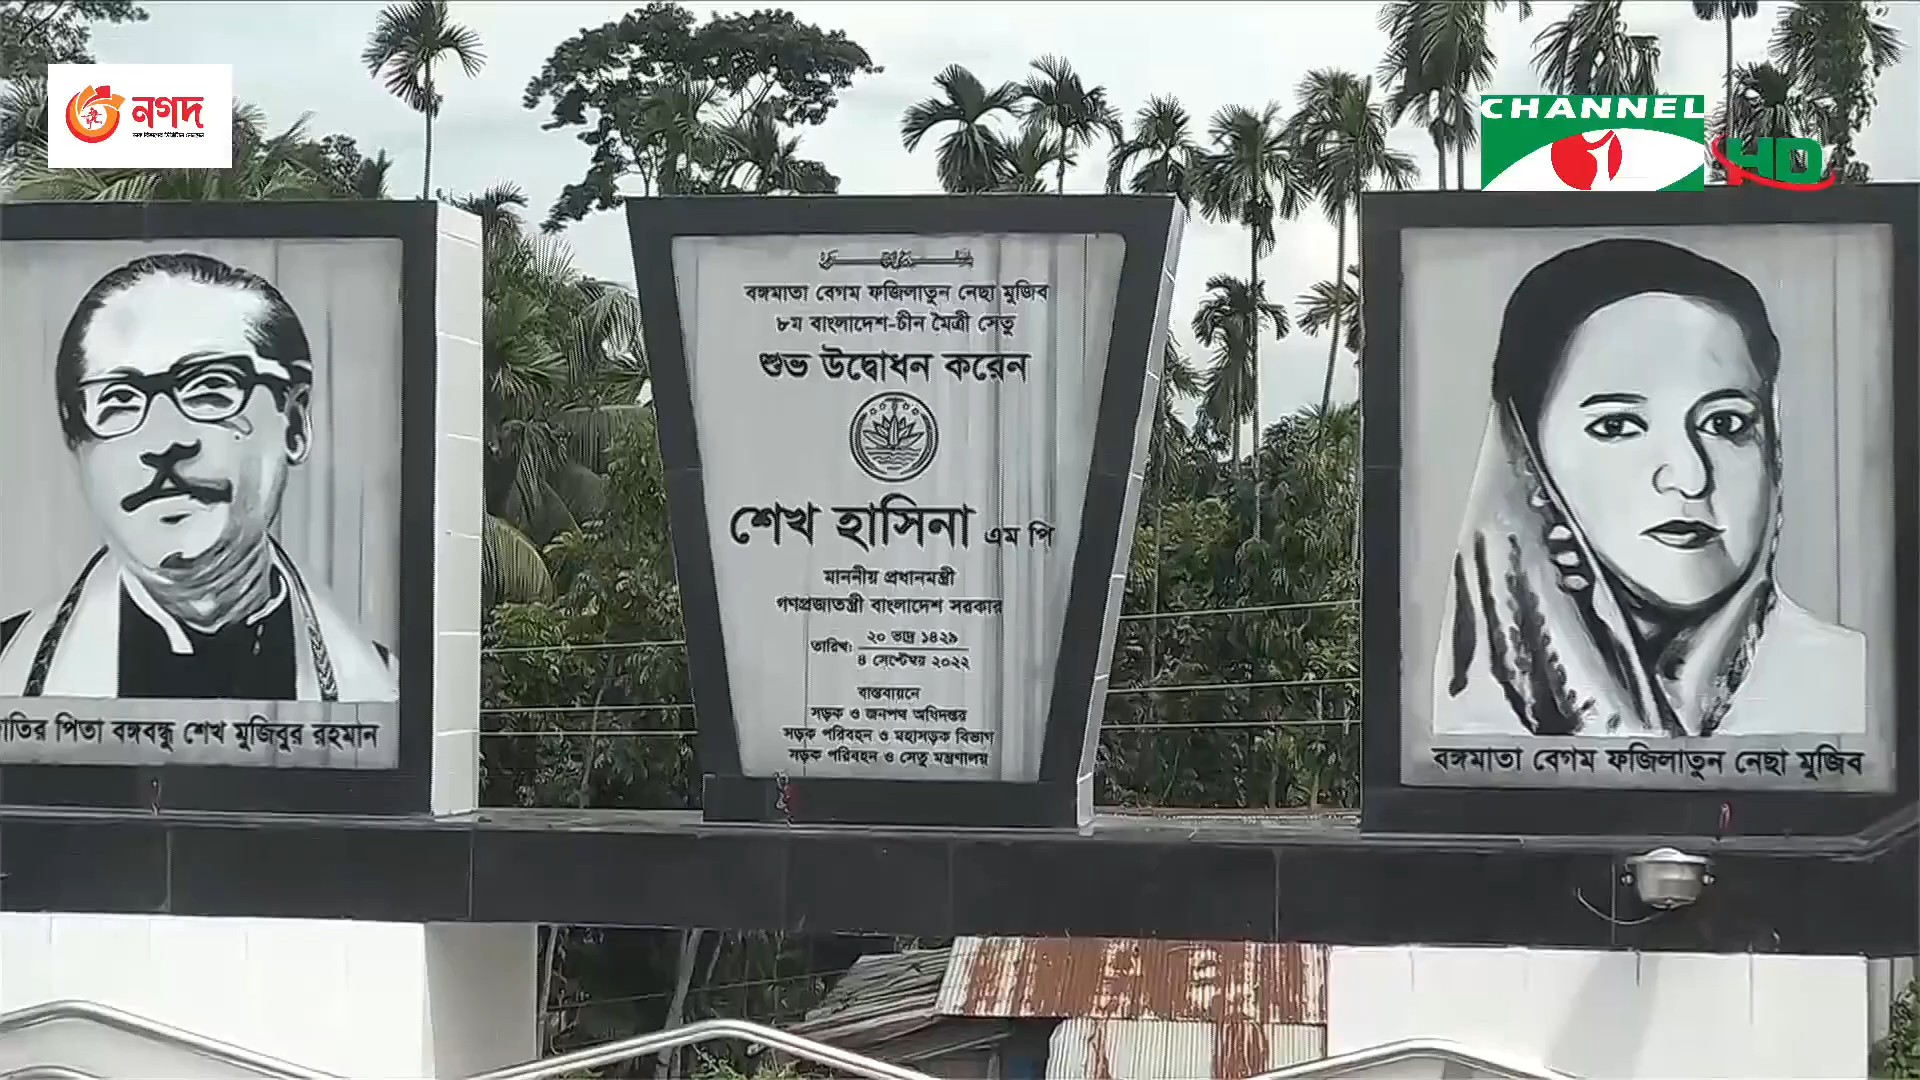 নগদ
CHANNEL
HD
বঙ্গমাতা বেগম ফজিলাতুন নেছা মুজিব
৮ম বাংলাদেশ-চীন মৈত্রী সেতু
শুভ উদ্বোধন করেন
শেখ হাসিনা এম পি
মাননীয় প্রধানমন্ত্রী
গণপ্রজাতন্ত্রী বাংলাদেশ সরকার
তারিখ: ২০ ভাদ্র ১৪২৯
৪ সেপ্টেম্বর ২০২২
বাস্তবায়নে
সড়ক ও জনপথ অধিদপ্তর
সড়ক পরিবহন ও মহাসড়ক বিভাগ
সড়ক পরিবহন ও সেতু মন্ত্রণালয়
জাতির পিতা বঙ্গবন্ধু শেখ মুজিবুর রহমান
বঙ্গমাতা বেগম ফজিলাতুন নেছা মুজিব